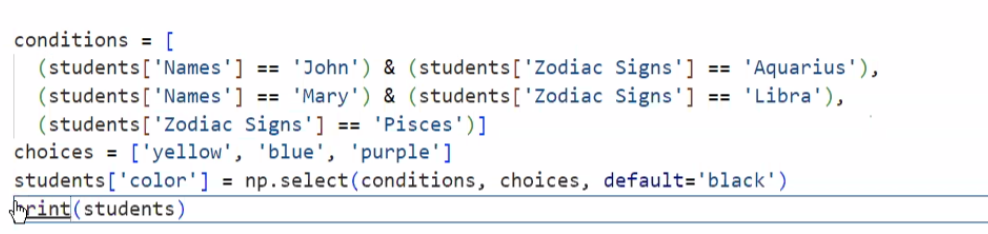 conditions = [
(students['Names'] == 'John') & (students['Zodiac Signs'] == 'Aquarius'),
(students['Names'] == 'Mary') & (students['Zodiac Signs'] == 'Libra'),
(students['Zodiac Signs'] == 'Pisces')]
choices = ['yellow', 'blue', 'purple']
students['color'] = np.select(conditions, choices, default='black')
print(students)